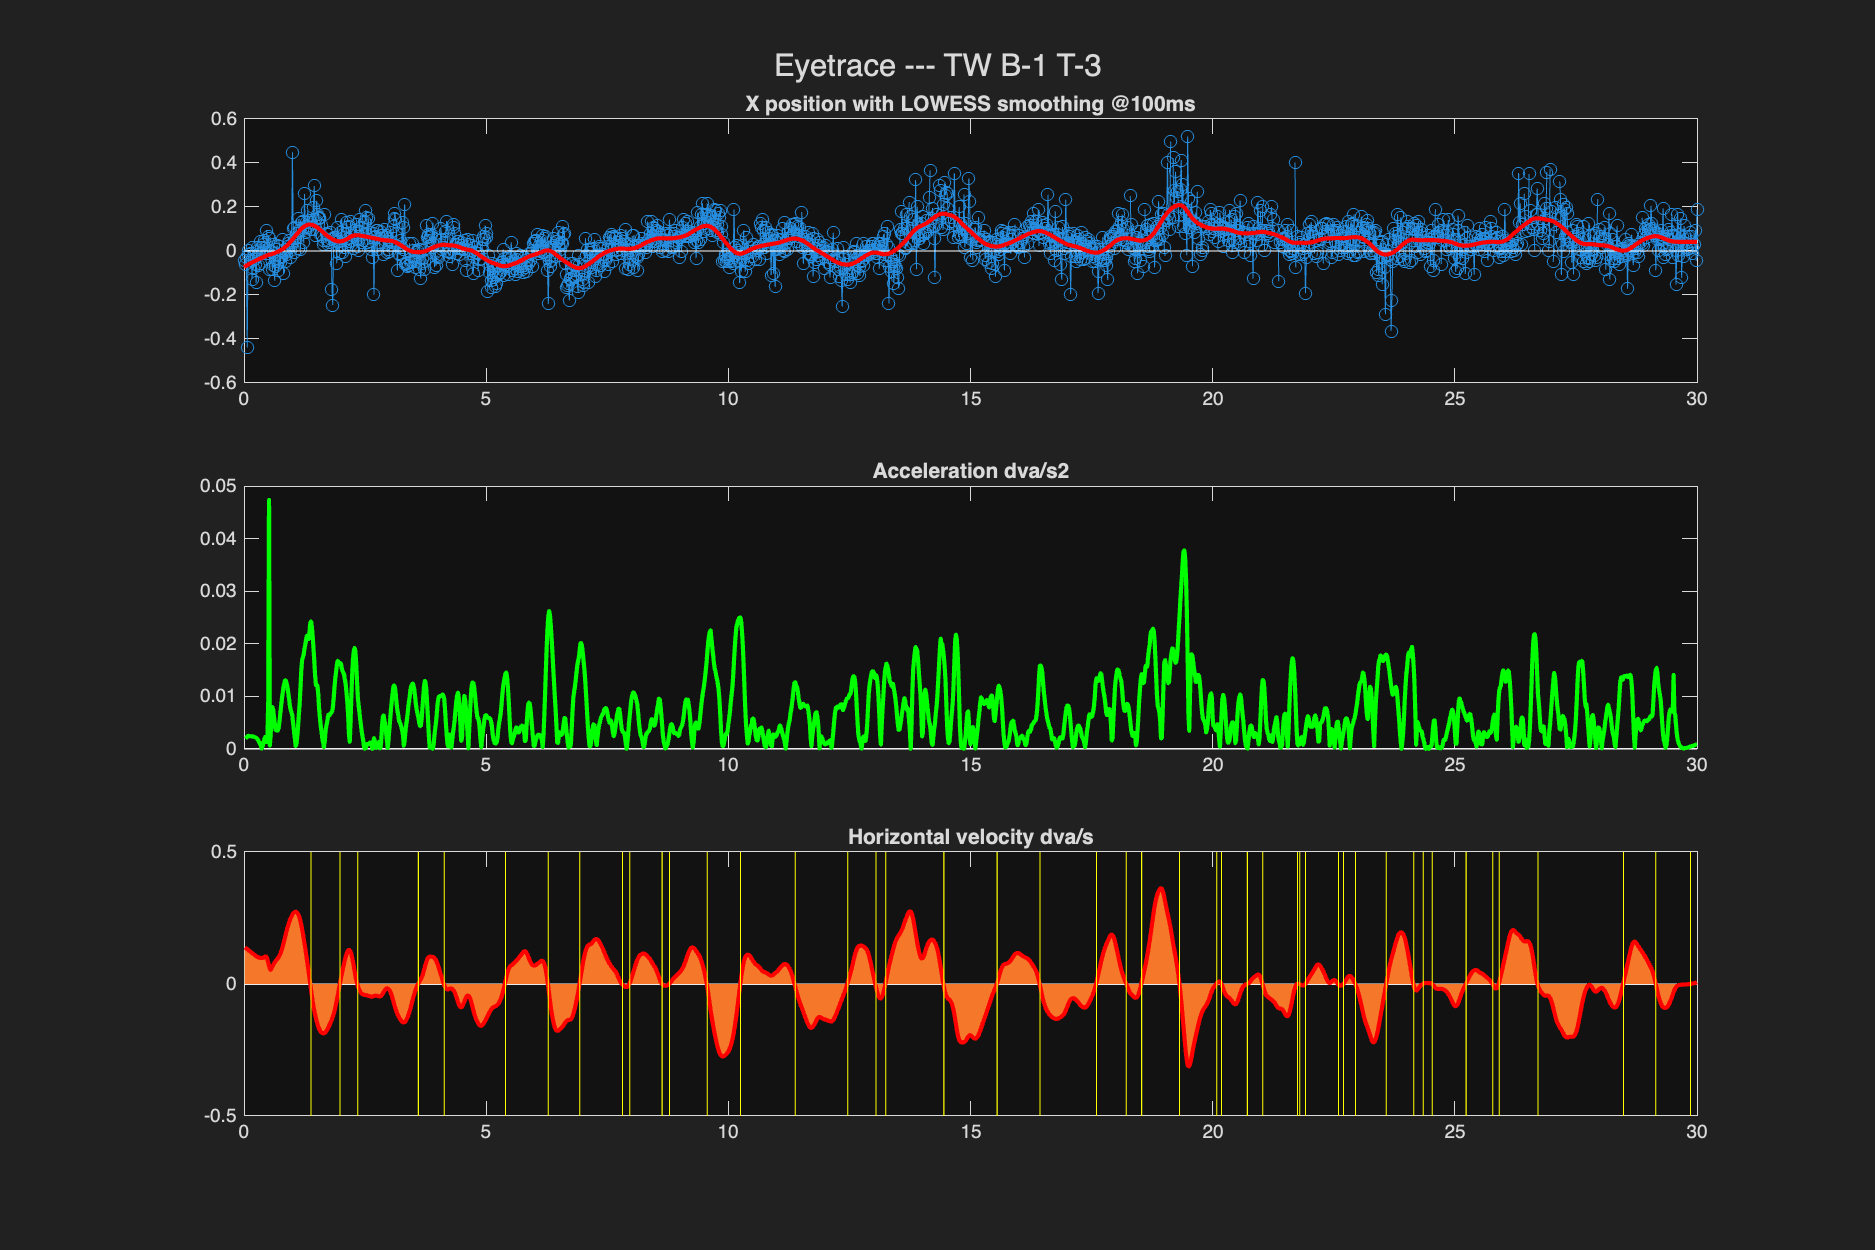 Eyetrace --- TW B-1 T-3
X position with LOWESS smoothing @100ms
0.6
0.4
0.2
0
-0.2
-0.4
-0.6
0 5 10 15 20 25 30
Acceleration dva/s2
0.05
0.04
0.03
0.02
0.01
0
0 5 10 15 20 25 30
Horizontal velocity dva/s
0.5
0
-0.5
0 5 10 15 20 25 30